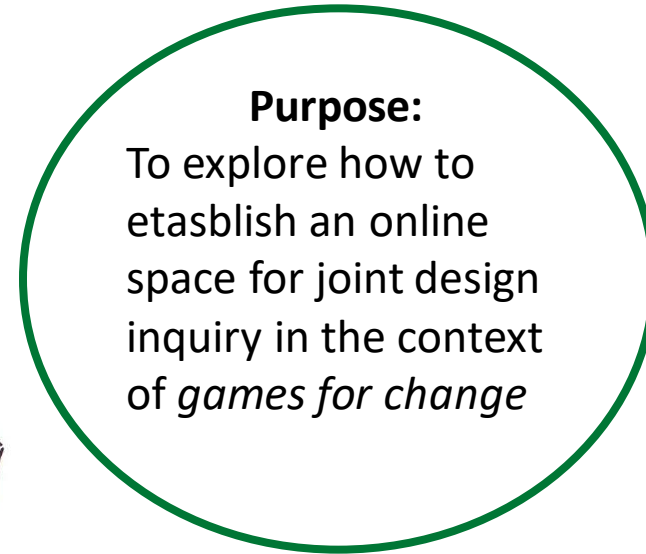 Purpose:
To explore how to
etasblish an online
space for joint design
inquiry in the context
of games for change